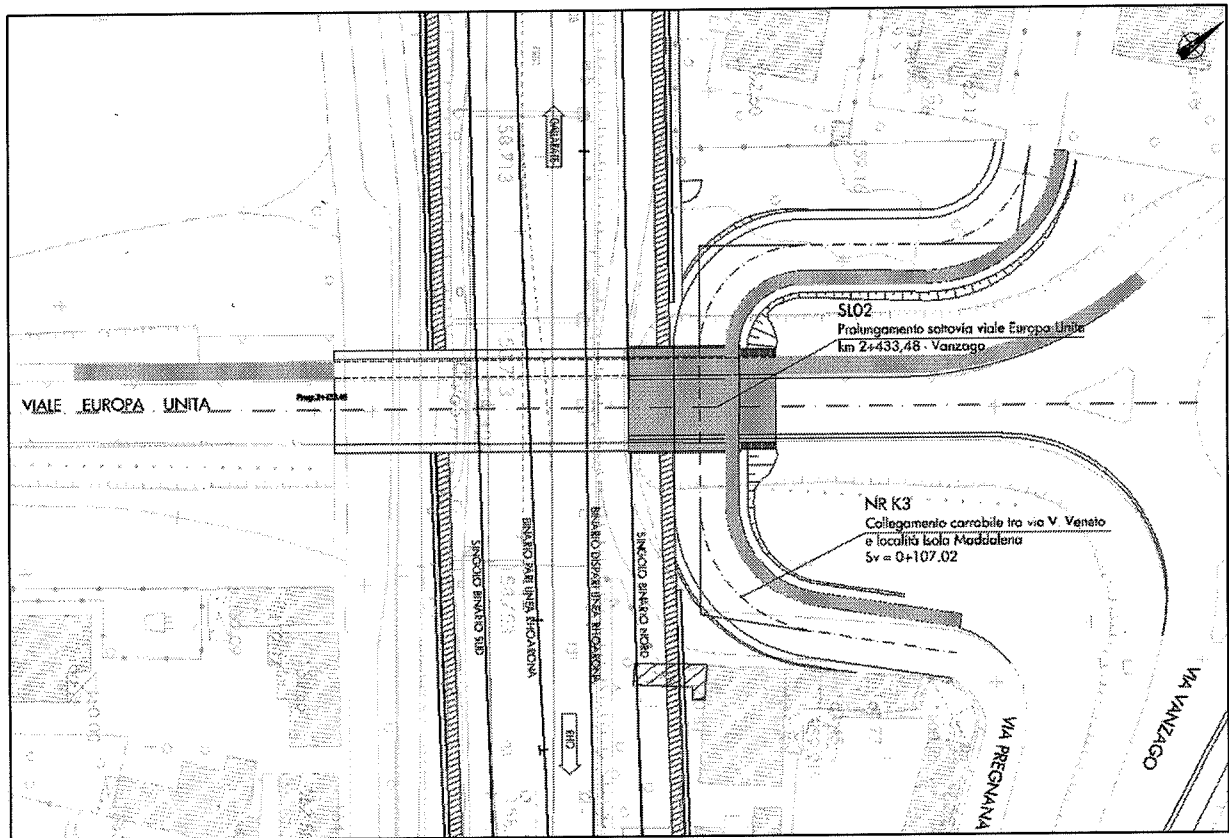 GALLARATE
SL02
Prolungamento sottovia viale Europa Unita
km 2+433,48 - Vanzago
VIALE EUROPA UNITA
NR K3
Collegamento carrabile tra via V. Veneto
e località Isola Maddalena
Sv = 0+107.02
SINGOLO BINARIO SUD
BINARIO PARI LINEA RHO-ARONA
BINARIO DISPARI LINEA RHO-ARONA
SINGOLO BINARIO NORD
RHO
VIA PREGNANA
VIA VANZAGO